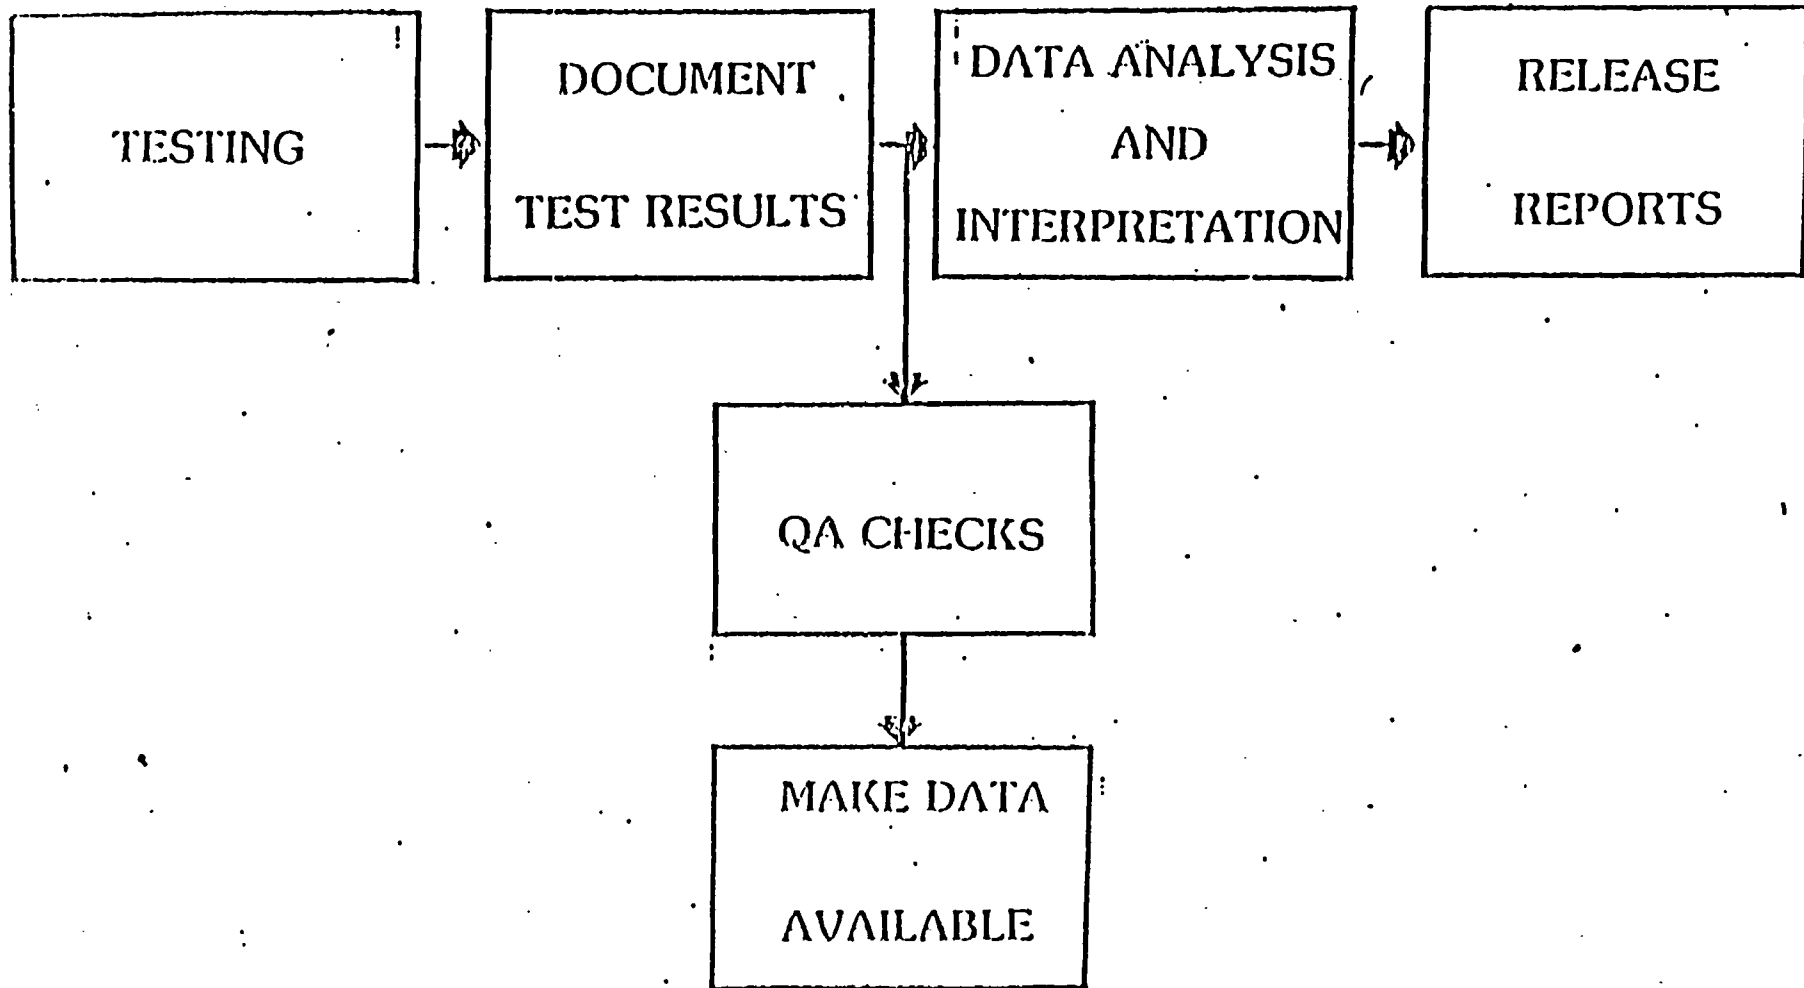 TESTING
DOCUMENT
TEST RESULTS
DATA ANALYSIS
AND
INTERPRETATION
RELEASE
REPORTS
QA CHECKS
MAKE DATA
AVAILABLE